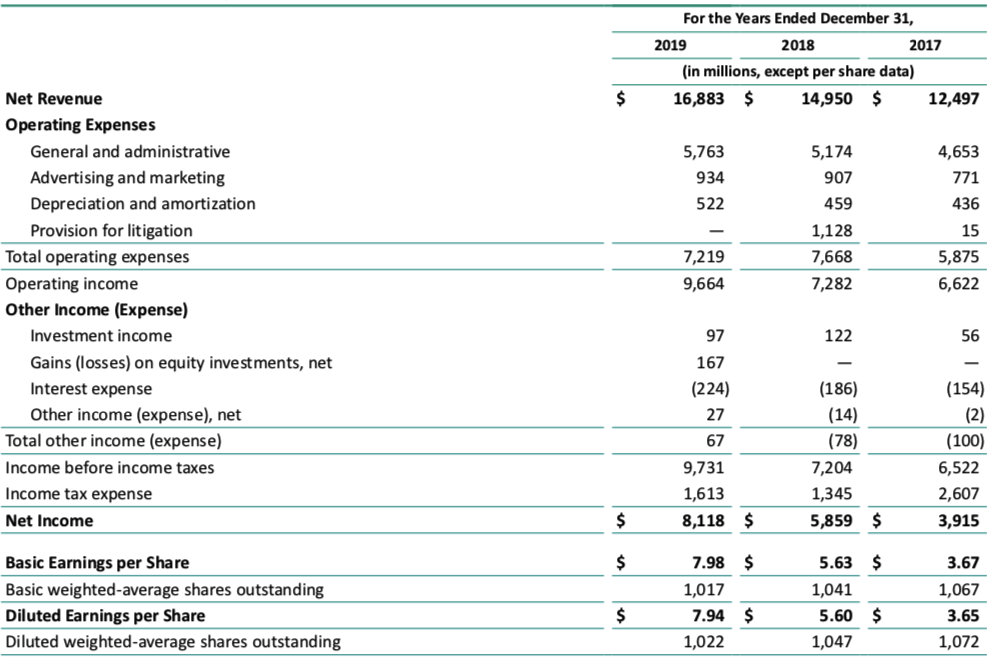 For the Years Ended December 31,
2019 2018 2017
(in millions, except per share data)
Net Revenue $ 16,883 $ 14,950 $ 12,497
Operating Expenses
General and administrative 5,763 5,174 4,653
Advertising and marketing 934 907 771
Depreciation and amortization 522 459 436
Provision for litigation — 1,128 15
Total operating expenses 7,219 7,668 5,875
Operating income 9,664 7,282 6,622
Other Income (Expense)
Investment income 97 122 56
Gains (losses) on equity investments, net 167 — —
Interest expense (224) (186) (154)
Other income (expense), net 27 (14) (2)
Total other income (expense) 67 (78) (100)
Income before income taxes 9,731 7,204 6,522
Income tax expense 1,613 1,345 2,607
Net Income $ 8,118 $ 5,859 $ 3,915
Basic Earnings per Share $ 7.98 $ 5.63 $ 3.67
Basic weighted-average shares outstanding 1,017 1,041 1,067
Diluted Earnings per Share $ 7.94 $ 5.60 $ 3.65
Diluted weighted-average shares outstanding 1,022 1,047 1,072